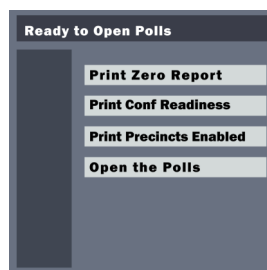 Ready to Open Polls
Print Zero Report
Print Conf Readiness
Print Precincts Enabled
Open the Polls